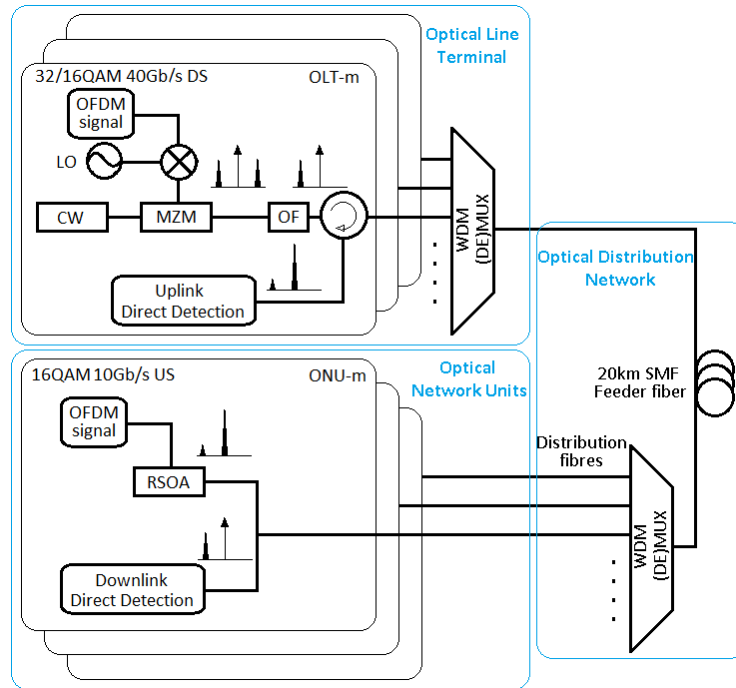 Optical Line
Terminal
32/16QAM 40Gb/s DS
OLT-m
OFDM
signal
LO
CW
MZM
OF
Uplink
Direct Detection
WDM
(DE)MUX
Optical Distribution
Network
20km SMF
Feeder fiber
Optical
Network Units
16QAM 10Gb/s US
ONU-m
OFDM
signal
RSOA
Downlink
Direct Detection
Distribution
fibres
WDM
(DE)MUX